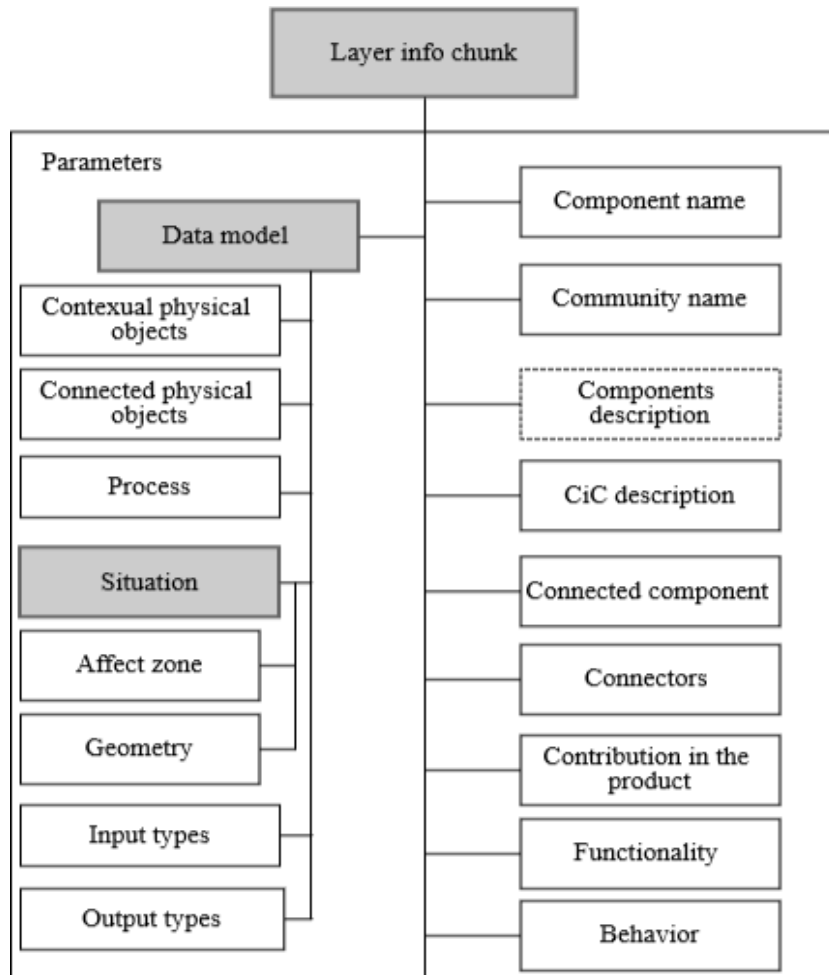 Layer info chunk
Parameters
Data model
Contexual physical
objects
Connected physical
objects
Process
Situation
Affect zone
Geometry
Input types
Output types
Component name
Community name
Components
description
CiC description
Connected component
Connectors
Contribution in the
product
Functionality
Behavior